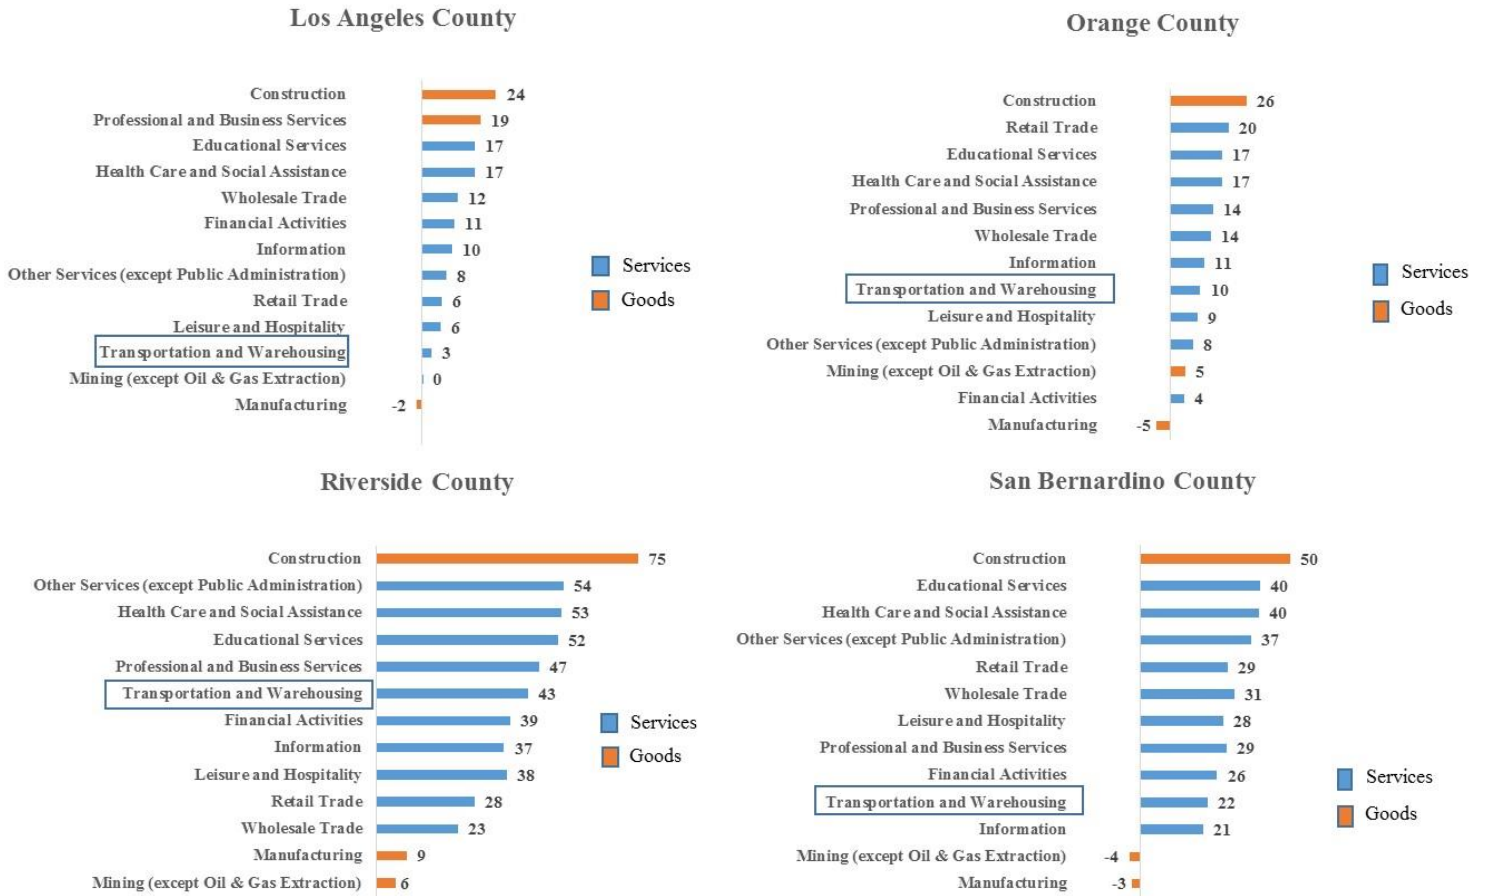 Los Angeles County
Construction 24
Professional and Business Services 19
Educational Services 17
Health Care and Social Assistance 17
Wholesale Trade 12
Financial Activities 11
Information 10
Other Services (except Public Administration) 8
Retail Trade 6
Leisure and Hospitality 6
Transportation and Warehousing 3
Mining (except Oil & Gas Extraction) 0
Manufacturing -2
Services
Goods
Orange County
Construction 26
Retail Trade 20
Educational Services 17
Health Care and Social Assistance 17
Professional and Business Services 14
Wholesale Trade 14
Information 11
Transportation and Warehousing 10
Leisure and Hospitality 9
Other Services (except Public Administration) 8
Mining (except Oil & Gas Extraction) 5
Financial Activities 4
Manufacturing -5
Services
Goods
Riverside County
Construction 75
Other Services (except Public Administration) 54
Health Care and Social Assistance 53
Educational Services 52
Professional and Business Services 47
Transportation and Warehousing 43
Financial Activities 39
Information 37
Leisure and Hospitality 38
Retail Trade 28
Wholesale Trade 23
Manufacturing 9
Mining (except Oil & Gas Extraction) 6
Services
Goods
San Bernardino County
Construction 50
Educational Services 40
Health Care and Social Assistance 40
Other Services (except Public Administration) 37
Retail Trade 29
Wholesale Trade 31
Leisure and Hospitality 28
Professional and Business Services 29
Financial Activities 26
Transportation and Warehousing 22
Information 21
Mining (except Oil & Gas Extraction) -4
Manufacturing -3
Services
Goods